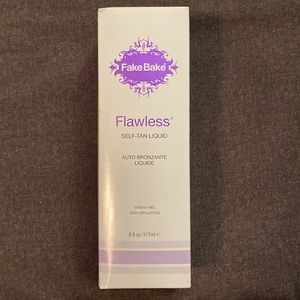 Fake Bake®
Flawless®
SELF-TAN LIQUID
AUTO-BRONZANTE
LIQUIDE
STREAK FREE
EASY APPLICATION
6 fl oz /177ml e